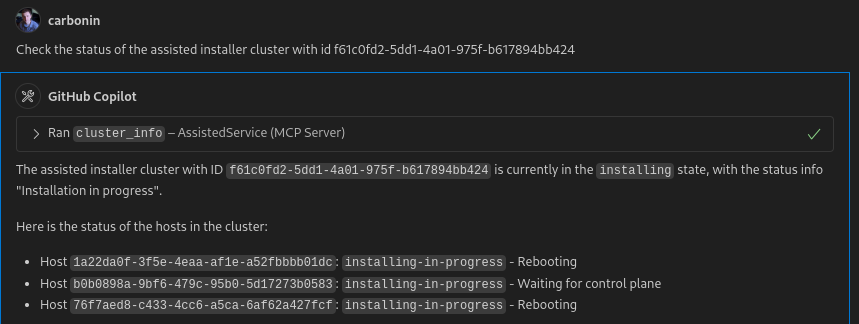 carbonin
Check the status of the assisted installer cluster with id f61c0fd2-5dd1-4a01-975f-b617894bb424
GitHub Copilot
Ran cluster_info – AssistedService (MCP Server)
The assisted installer cluster with ID f61c0fd2-5dd1-4a01-975f-b617894bb424 is currently in the installing state, with the status info
"Installation in progress".
Here is the status of the hosts in the cluster:
• Host 1a22da0f-3f5e-4eaa-af1e-a52fbbbb01dc: installing-in-progress - Rebooting
• Host b0b0898a-9bf6-479c-95b0-5d17273b0583: installing-in-progress - Waiting for control plane
• Host 76f7aed8-c433-4cc6-a5ca-6af62a427fcf: installing-in-progress - Rebooting